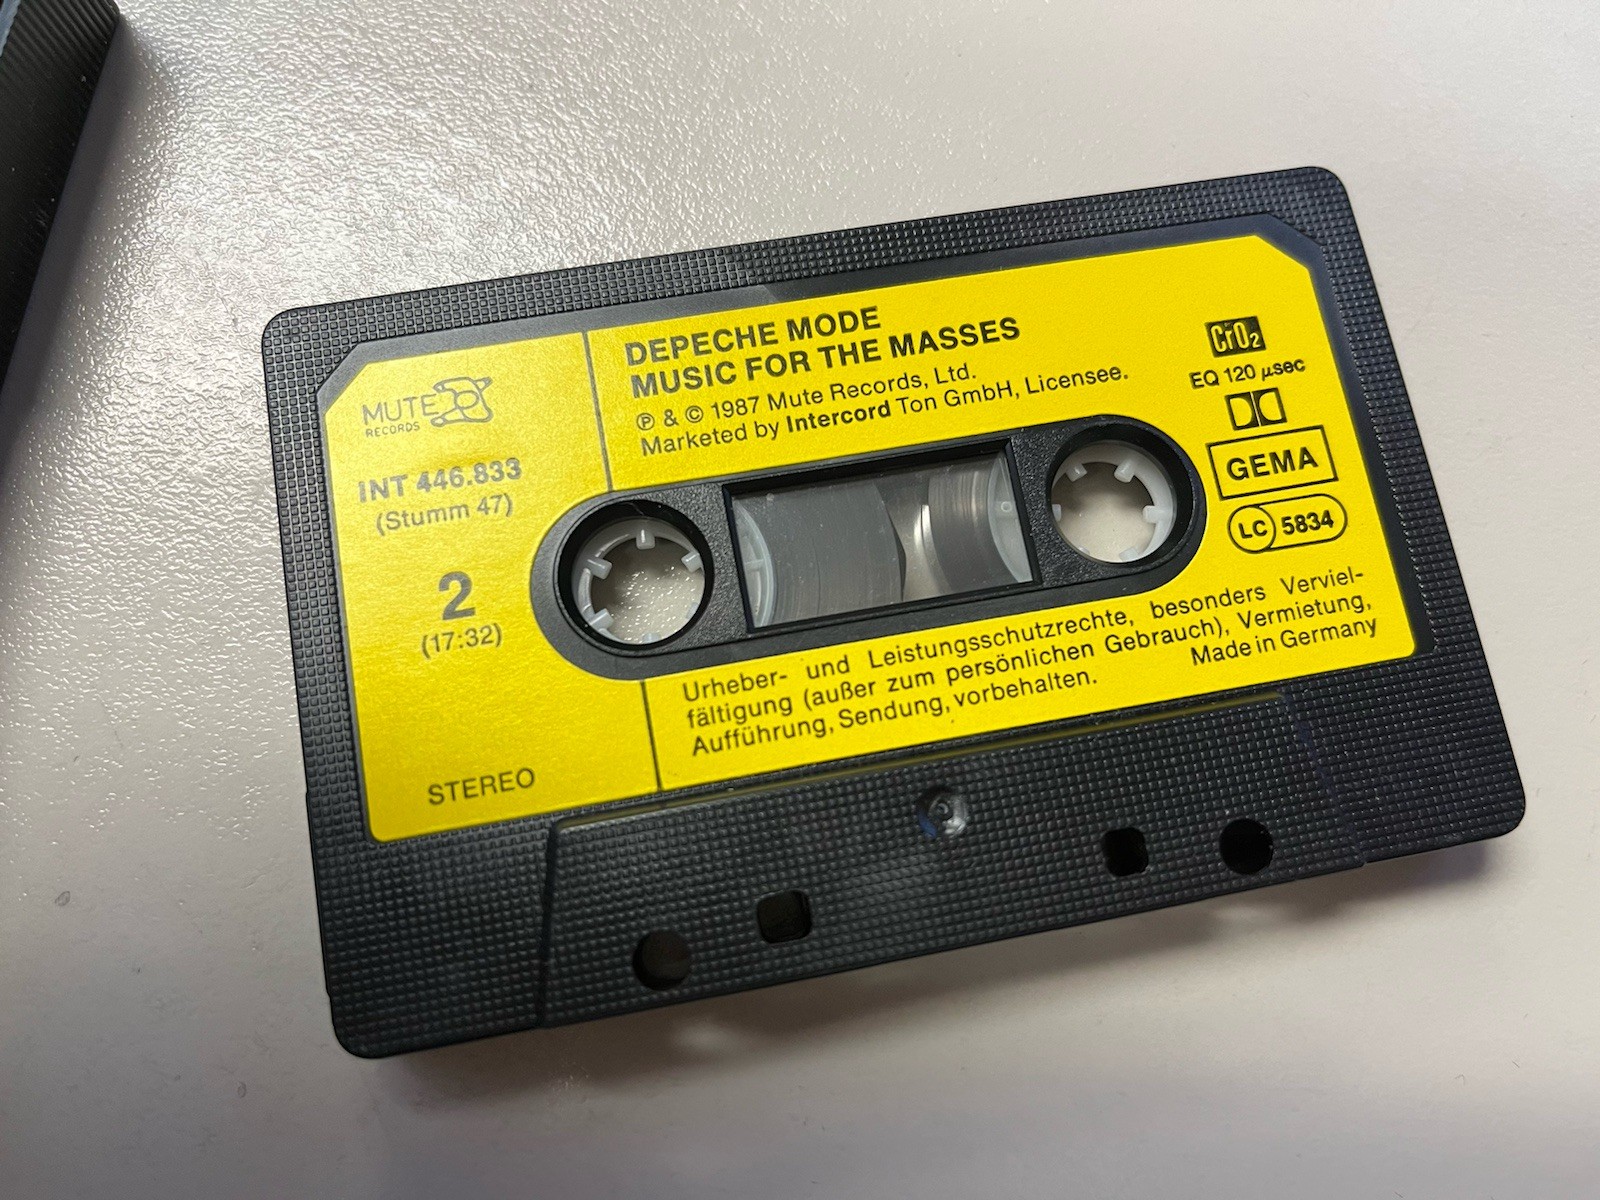 MUTE
RECORDS
INT 446.833
(Stumm 47)
2
(17:32)
STEREO
DEPECHE MODE
MUSIC FOR THE MASSES
℗ & © 1987 Mute Records, Ltd.
Marketed by Intercord Ton GmbH, Licensee.
CrO2
EQ 120 µsec
GEMA
LC 5834
Urheber- und Leistungsschutzrechte, besonders Verviel-
fältigung (außer zum persönlichen Gebrauch), Vermietung,
Aufführung, Sendung, vorbehalten.
Made in Germany